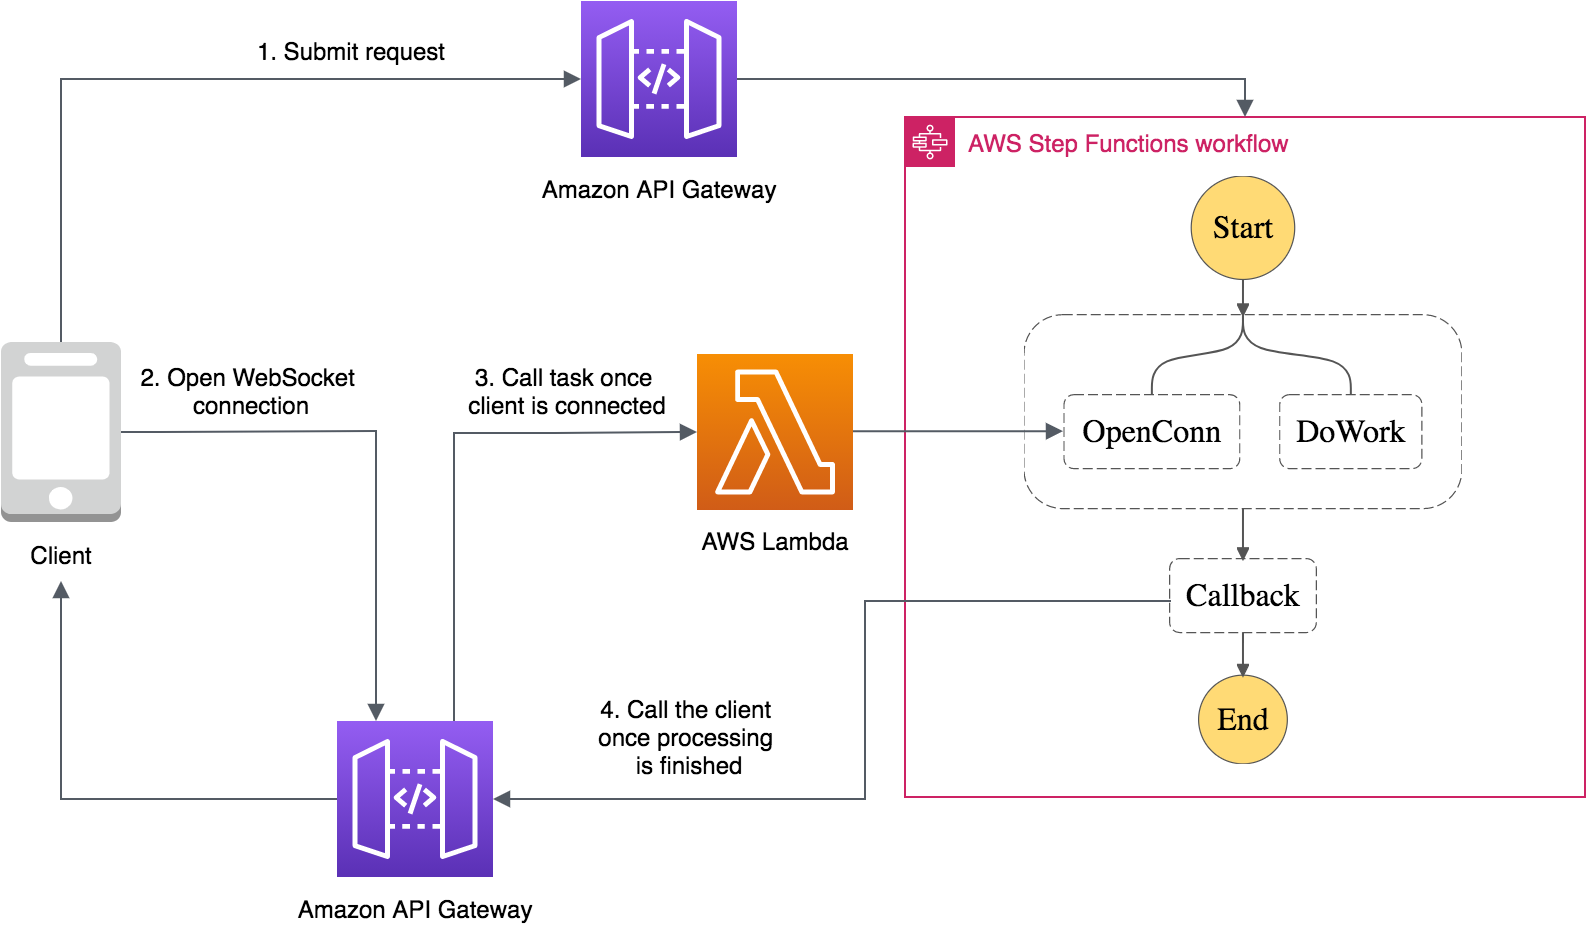 1. Submit request
</>
Amazon API Gateway
AWS Step Functions workflow
Start
2. Open WebSocket
connection
3. Call task once
client is connected
OpenConn
DoWork
AWS Lambda
Client
Callback
4. Call the client
once processing
is finished
End
</>
Amazon API Gateway